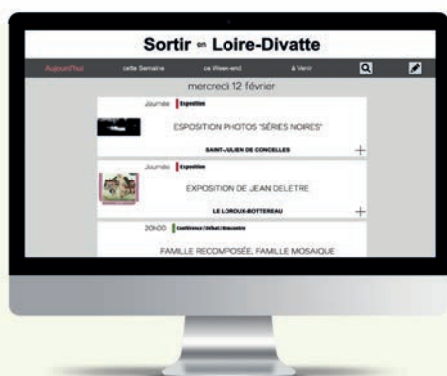 Sortir en Loire-Divatte
Aujourd'hui cette Semaine ce Week-end à Venir
mercredi 12 février
Journée Exposition
ESPOSITION PHOTOS "SÉRIES NOIRES"
SAINT-JULIEN DE CONCELLES
Journée Exposition
EXPOSITION DE JEAN DELETRE
LE LOROUX-BOTTEREAU
20h00 Conférence / Débat / Rencontre
FAMILLE RECOMPOSÉE, FAMILLE MOSAIQUE